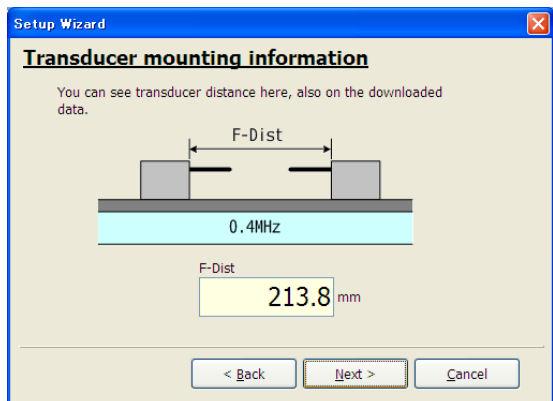 Setup Wizard
Transducer mounting information
You can see transducer distance here, also on the downloaded
data.
F-Dist
0.4MHz
F-Dist
213.8 mm
< Back Next > Cancel